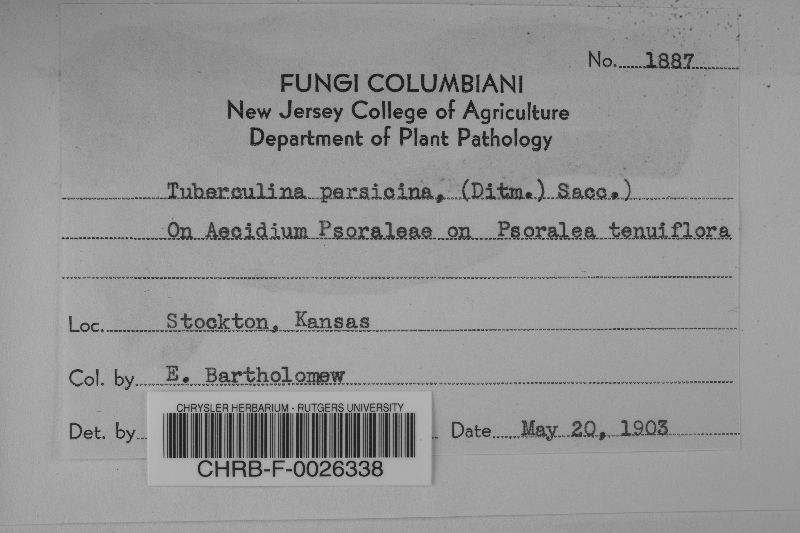 No. 1887
FUNGI COLUMBIANI
New Jersey College of Agriculture
Department of Plant Pathology
Tuberculina persicina, (Ditm.) Sacc.)
On Aecidium Psoraleae on Psoralea tenuiflora
Loc. Stockton, Kansas
Col. by E. Bartholomew
Det. by
Date May 20, 1903
CHRYSLER HERBARIUM - RUTGERS UNIVERSITY
CHRB-F-0026338